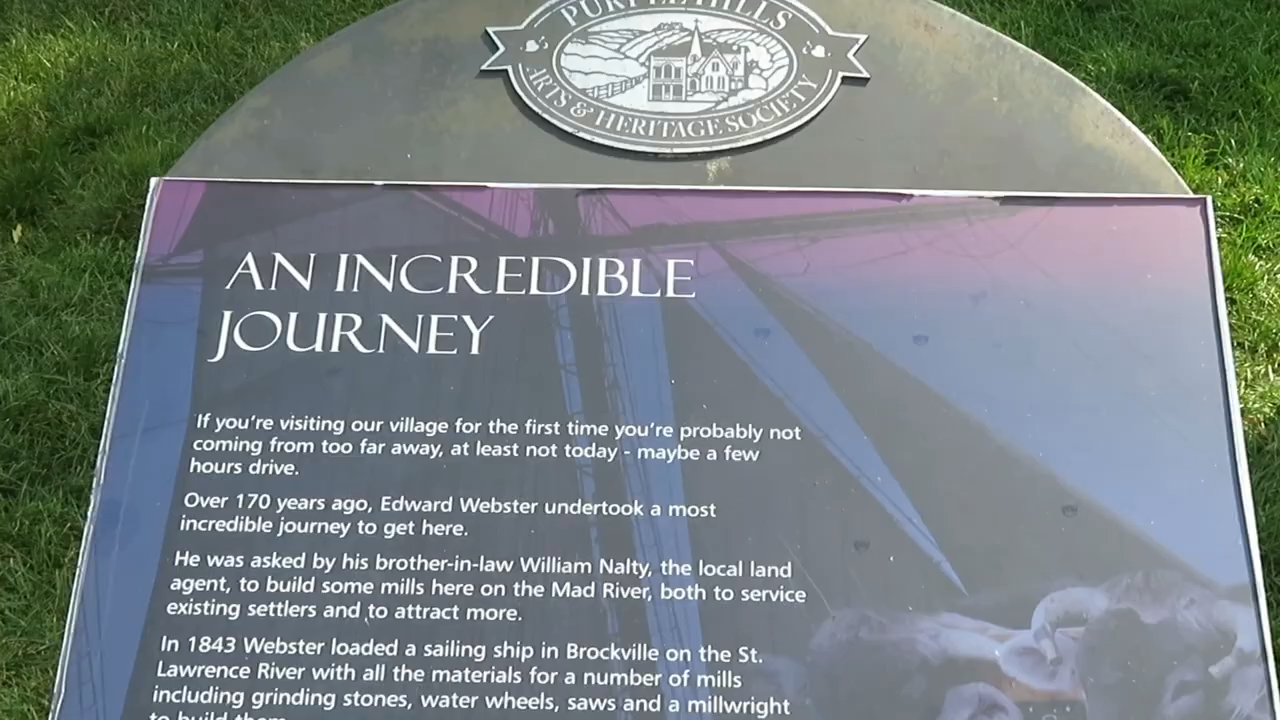 PURPLE HILLS
ARTS & HERITAGE SOCIETY
AN INCREDIBLE
JOURNEY
If you're visiting our village for the first time you're probably not
coming from too far away, at least not today - maybe a few
hours drive.
Over 170 years ago, Edward Webster undertook a most
incredible journey to get here.
He was asked by his brother-in-law William Nalty, the local land
agent, to build some mills here on the Mad River, both to service
existing settlers and to attract more.
In 1843 Webster loaded a sailing ship in Brockville on the St.
Lawrence River with all the materials for a number of mills
including grinding stones, water wheels, saws and a millwright
to build them